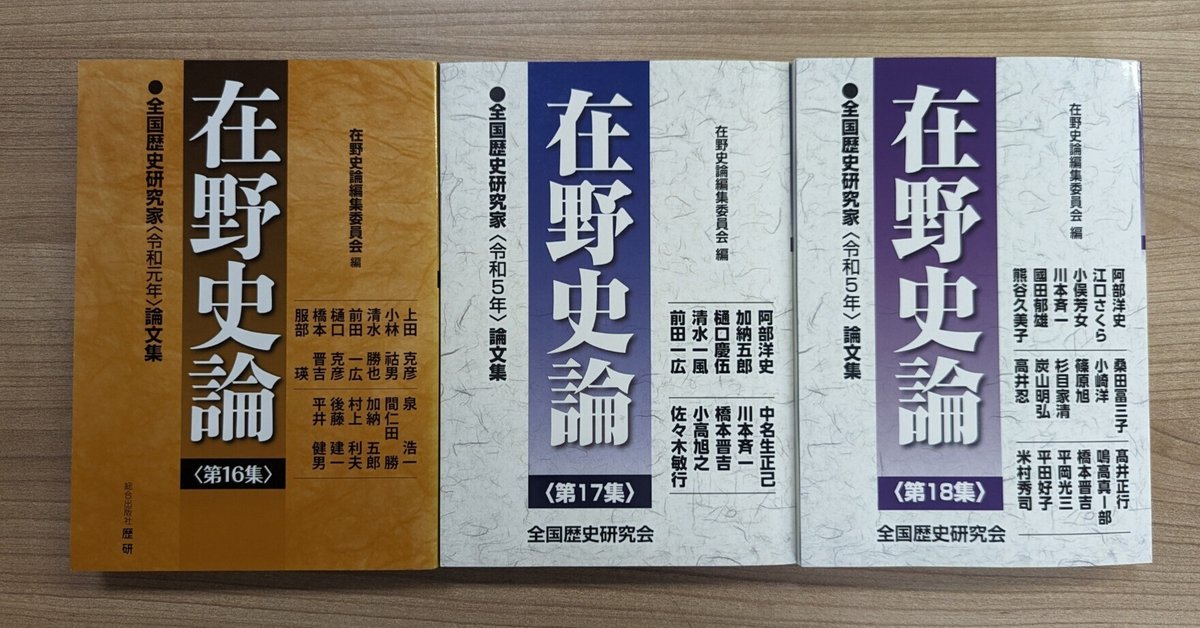 在野史論編集委員会 編
上田 克彦
小林 祜男
清水 勝也
前田 一広
樋口 克彦
橋本 晋吉
服部 瑛
泉 浩一
間仁田 勝
加納 五郎
村上 利夫
後藤 建一
平井 健男
在野史論
〈第16集〉
●全国歴史研究家〈令和元年〉論文集
総合出版社 歴研
在野史論編集委員会 編
阿部洋史
加納五郎
樋口慶伍
清水一風
前田一広
中名生正己
川本斉一
橋本晋吉
小高旭之
佐々木敏行
在野史論
〈第17集〉
●全国歴史研究家〈令和5年〉論文集
全国歴史研究会
在野史論編集委員会 編
阿部洋史
江口さくら
小俣芳女
川本斉一
國田郁雄
熊谷久美子
桑田冨三子
小崎洋
篠原旭
杉目家清
炭山明弘
高井忍
髙井正行
鳴高真一部
橋本晋吉
平岡光三
平田好子
米村秀司
在野史論
〈第18集〉
●全国歴史研究家〈令和5年〉論文集
全国歴史研究会